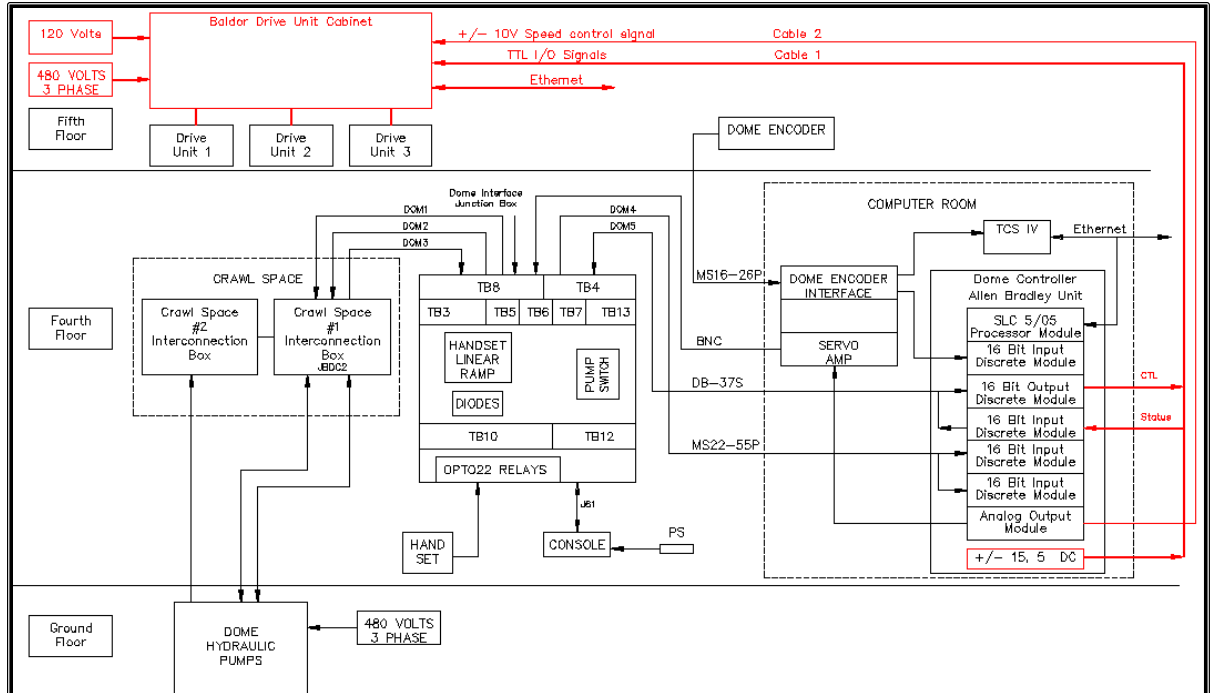 Baldor Drive Unit Cabinet
120 Volts
480 VOLTS
3 PHASE
+/- 10V Speed control signal
Cable 2
TTL I/O Signals
Cable 1
Ethernet
Fifth
Floor
Drive
Unit 1
Drive
Unit 2
Drive
Unit 3
DOME ENCODER
Dome Interface
Junction Box
DOM1
DOM2
DOM3
DOM4
DOM5
COMPUTER ROOM
TCS IV
Ethernet
CRAWL SPACE
Crawl Space
#2
Interconnection
Box
Crawl Space
#1
Interconnection
Box
JBDC2
Fourth
Floor
TB8
TB4
TB3
TB5
TB6
TB7
TB13
HANDSET
LINEAR
RAMP
PUMP
SWITCH
DIODES
TB10
TB12
OPTO22 RELAYS
MS16-26P
BNC
DB-37S
MS22-55P
DOME ENCODER
INTERFACE
SERVO
AMP
Dome Controller
Allen Bradley Unit
SLC 5/05
Processor Module
16 Bit Input
Discrete Module
16 Bit Output
Discrete Module
16 Bit Input
Discrete Module
16 Bit Input
Discrete Module
16 Bit Input
Discrete Module
Analog Output
Module
+/- 15, 5 DC
CTL
Status
HAND
SET
J61
CONSOLE
PS
Ground
Floor
DOME
HYDRAULIC
PUMPS
480 VOLTS
3 PHASE